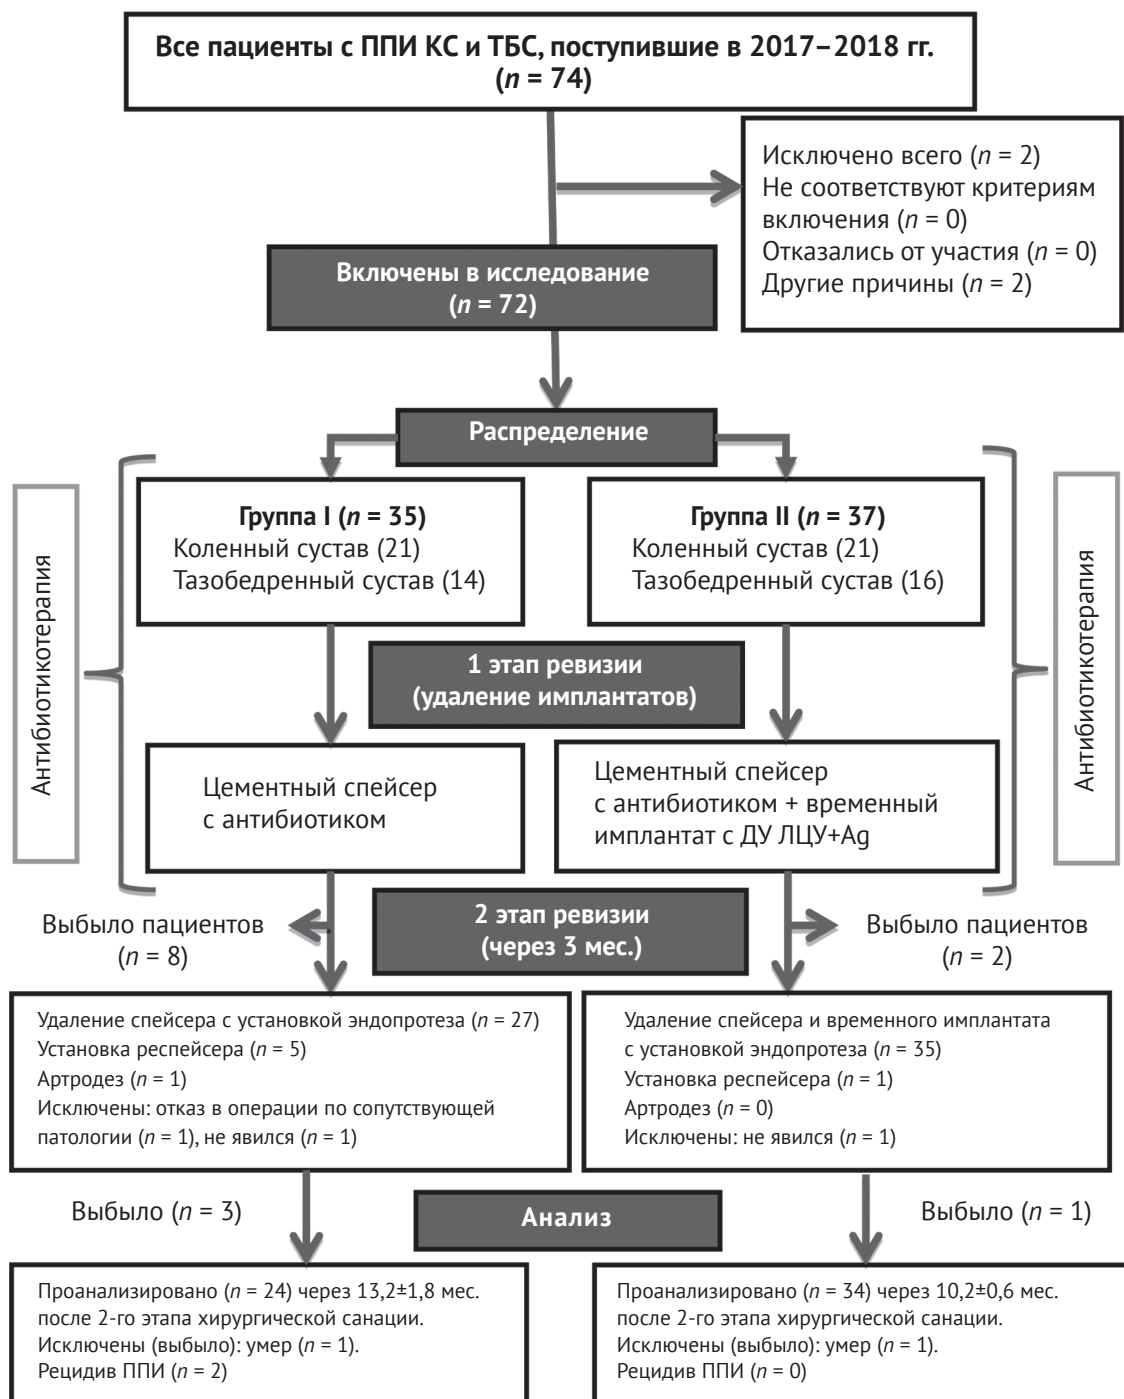 Все пациенты с ППИ КС и ТБС, поступившие в 2017–2018 гг.
(n = 74)
Исключено всего (n = 2)
Не соответствуют критериям
включения (n = 0)
Отказались от участия (n = 0)
Другие причины (n = 2)
Включены в исследование
(n = 72)
Распределение
Антибиотикотерапия
Группа I (n = 35)
Коленный сустав (21)
Тазобедренный сустав (14)
Группа II (n = 37)
Коленный сустав (21)
Тазобедренный сустав (16)
Антибиотикотерапия
1 этап ревизии
(удаление имплантатов)
Цементный спейсер
с антибиотиком
Цементный спейсер
с антибиотиком + временный
имплантат с ДУ ЛЦУ+Ag
2 этап ревизии
(через 3 мес.)
Выбыло пациентов
(n = 8)
Выбыло пациентов
(n = 2)
Удаление спейсера с установкой эндопротеза (n = 27)
Установка респейсера (n = 5)
Артродез (n = 1)
Исключены: отказ в операции по сопутствующей
патологии (n = 1), не явился (n = 1)
Удаление спейсера и временного имплантата
с установкой эндопротеза (n = 35)
Установка респейсера (n = 1)
Артродез (n = 0)
Исключены: не явился (n = 1)
Выбыло (n = 3)
Анализ
Выбыло (n = 1)
Проанализировано (n = 24) через 13,2±1,8 мес.
после 2-го этапа хирургической санации.
Исключены (выбыло): умер (n = 1).
Рецидив ППИ (n = 2)
Проанализировано (n = 34) через 10,2±0,6 мес.
после 2-го этапа хирургической санации.
Исключены (выбыло): умер (n = 1).
Рецидив ППИ (n = 0)